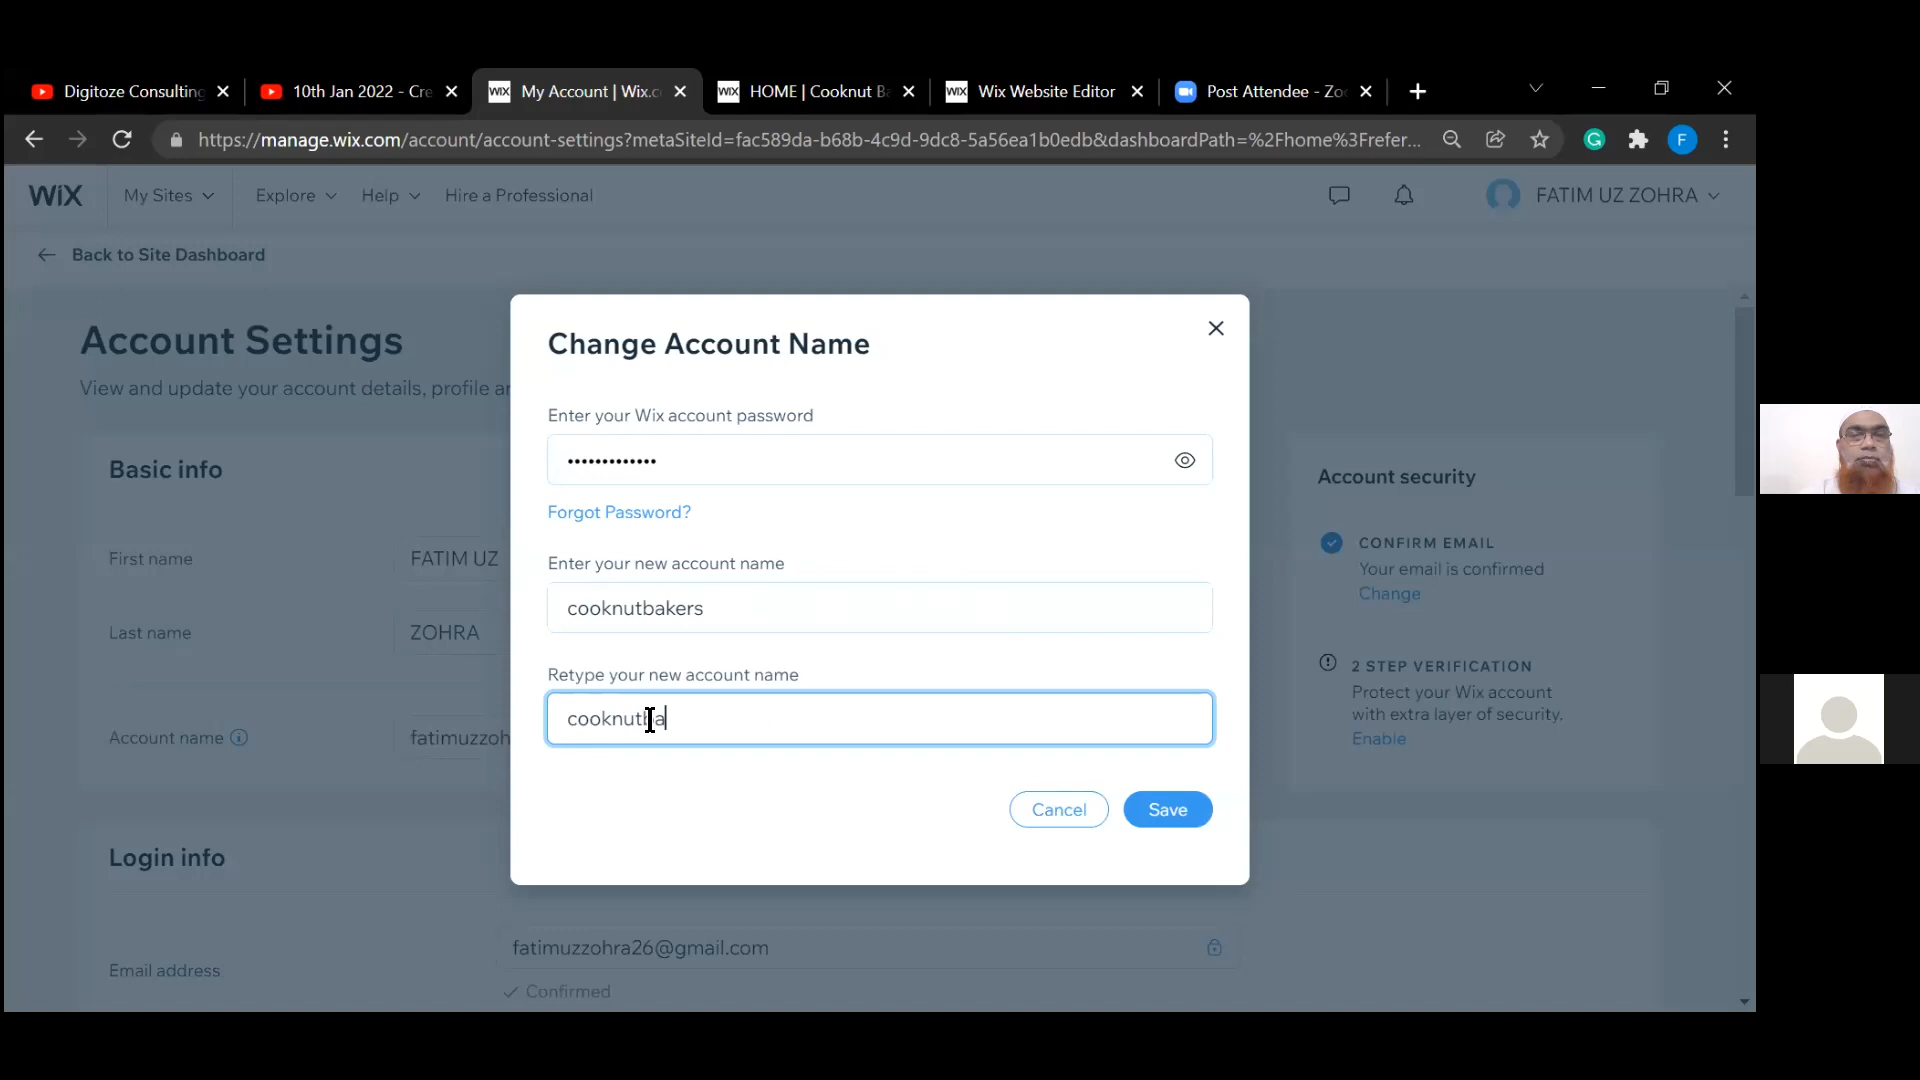 Digitoze Consulting
10th Jan 2022 - Cre
WIX My Account | Wix.c
WIX HOME | Cooknut Ba
WIX Wix Website Editor
Post Attendee - Zoo
https://manage.wix.com/account/account-settings?metaSiteId=fac589da-b68b-4c9d-9dc8-5a56ea1b0edb&dashboardPath=%2Fhome%3Frefer...
F
WiX
My Sites
Explore
Help
Hire a Professional
FATIM UZ ZOHRA
Back to Site Dashboard
Account Settings
View and update your account details, profile an
Basic info
First name
FATIM UZ
Last name
ZOHRA
Account name
fatimuzzoh
Login info
Email address
fatimuzzohra26@gmail.com
Confirmed
Change Account Name
Enter your Wix account password
•••••••••••••
Forgot Password?
Enter your new account name
cooknutbakers
Retype your new account name
cooknutba
Cancel
Save
Account security
CONFIRM EMAIL
Your email is confirmed
Change
2 STEP VERIFICATION
Protect your Wix account
with extra layer of security.
Enable